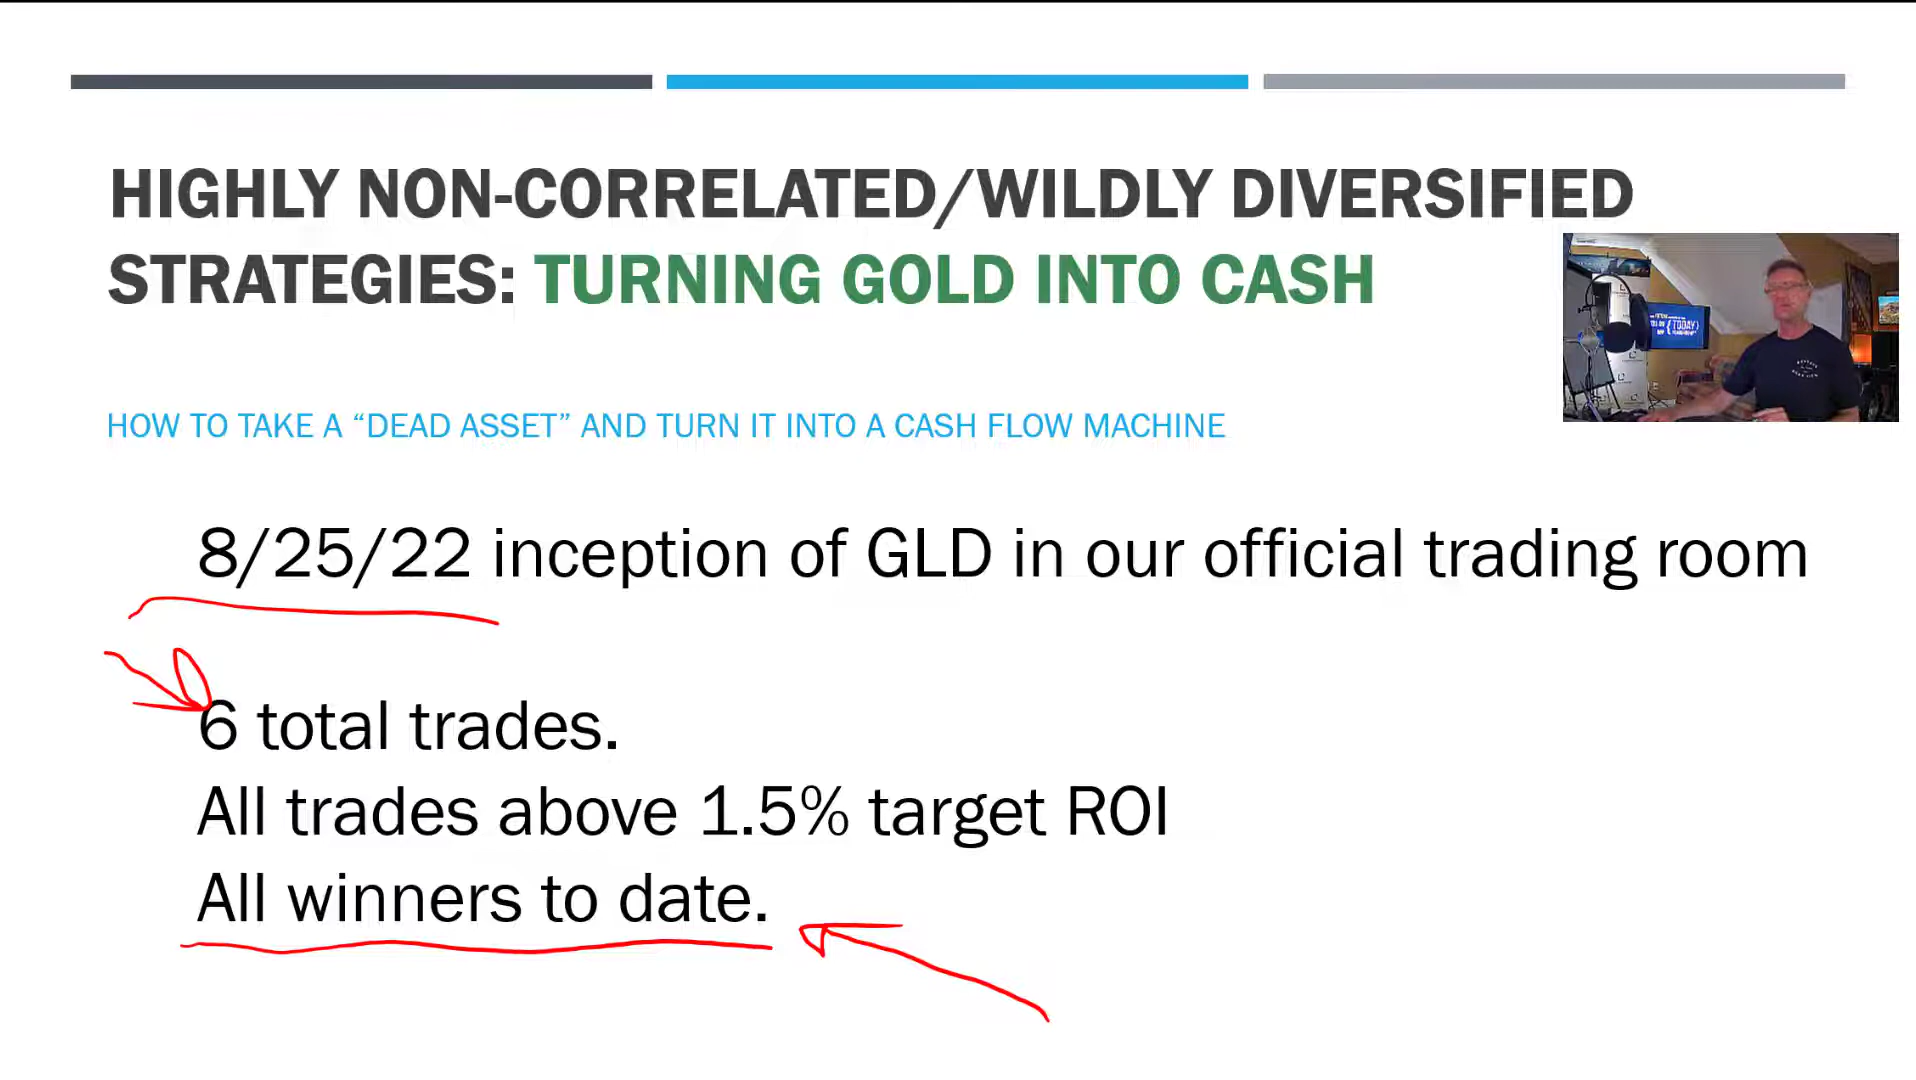 HIGHLY NON-CORRELATED/WILDLY DIVERSIFIED
STRATEGIES: TURNING GOLD INTO CASH
{TODAY}
HOW TO TAKE A “DEAD ASSET” AND TURN IT INTO A CASH FLOW MACHINE
8/25/22 inception of GLD in our official trading room
6 total trades.
All trades above 1.5% target ROI
All winners to date.